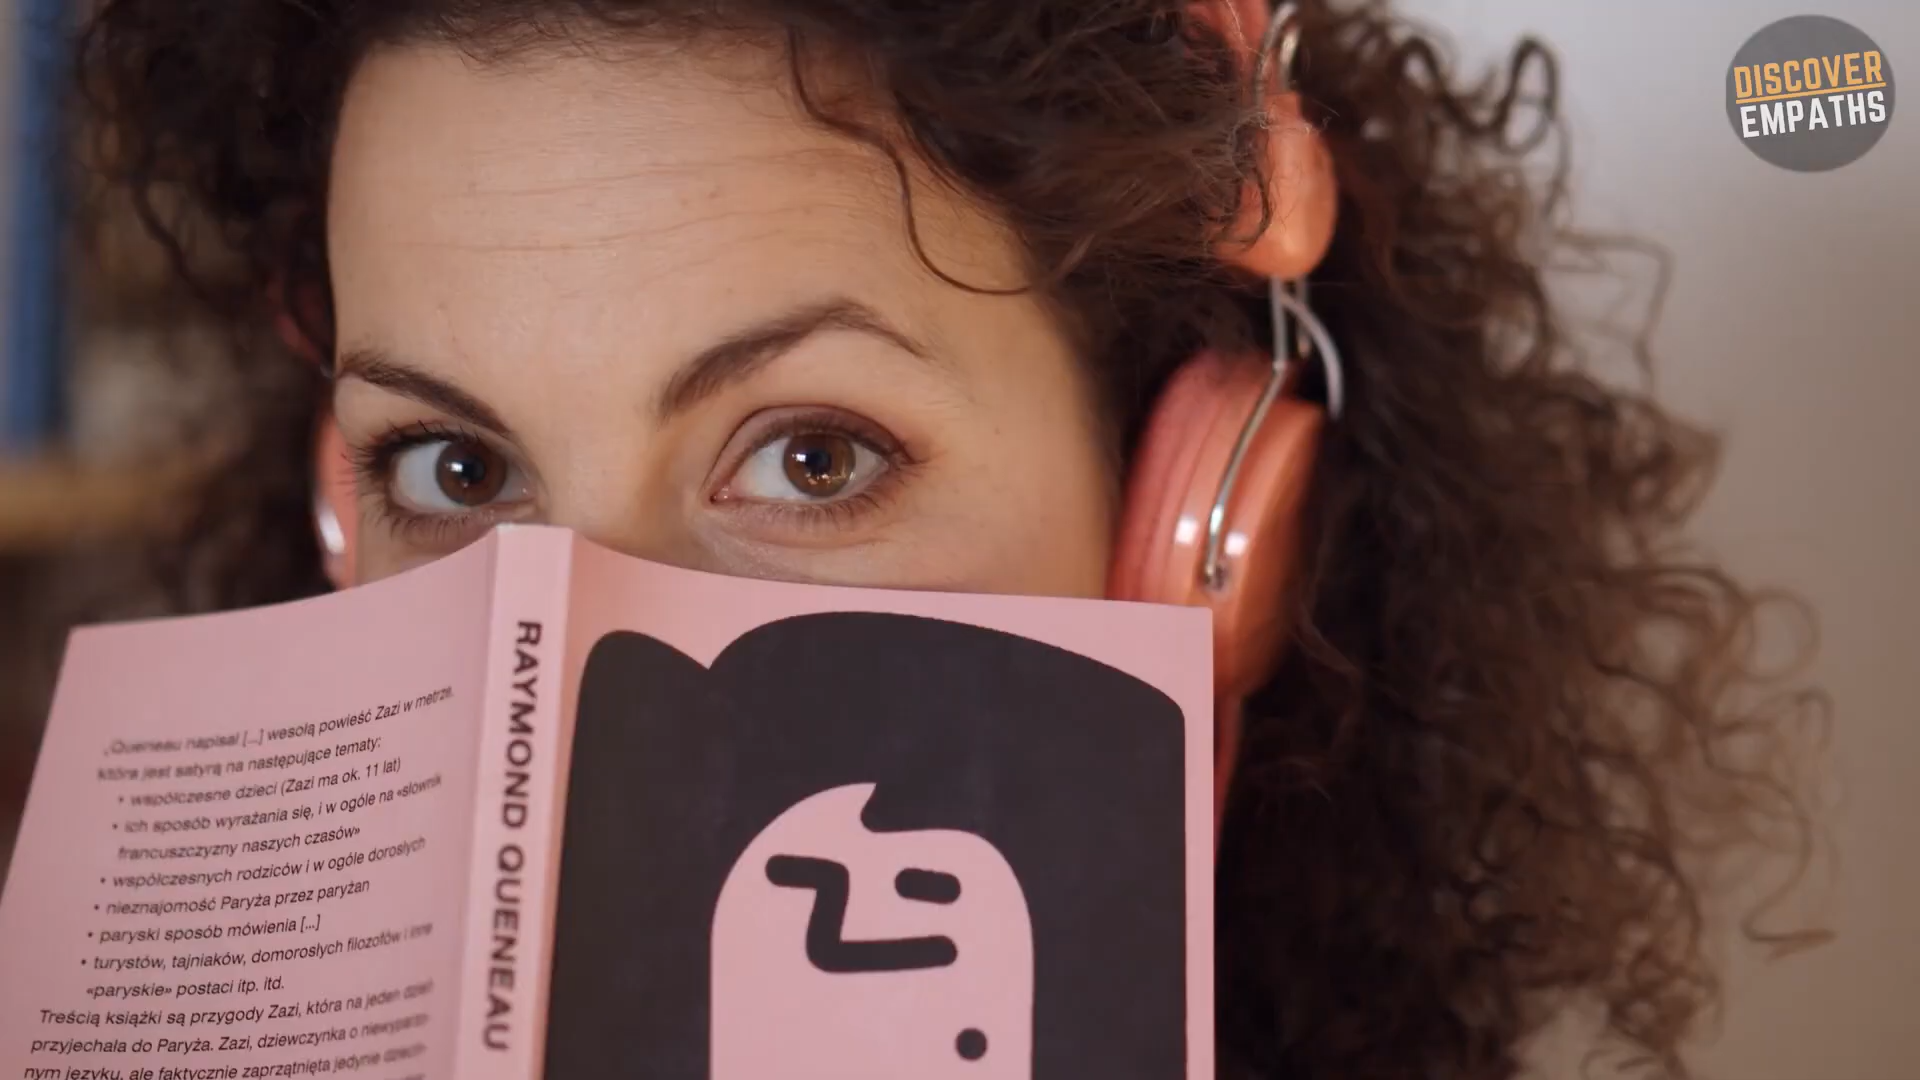 DISCOVER
EMPATHS
RAYMOND QUENEAU
„Queneau napisał [...] wesołą powieść Zazi w metrze,
która jest satyrą na następujące tematy:
• współczesne dzieci (Zazi ma ok. 11 lat)
• ich sposób wyrażania się, i w ogóle na «słownik
francuszczyzny naszych czasów»
• współczesnych rodziców i w ogóle dorosłych
• nieznajomość Paryża przez paryżan
• paryski sposób mówienia [...]
• turystów, tajniaków, domorosłych filozofów i inne
«paryskie» postaci itp. itd.
Treścią książki są przygody Zazi, która na jeden dzień
przyjechała do Paryża. Zazi, dziewczynka o niewyparzo-
nym języku, ale faktycznie zaprzątnięta jedynie dziecin-